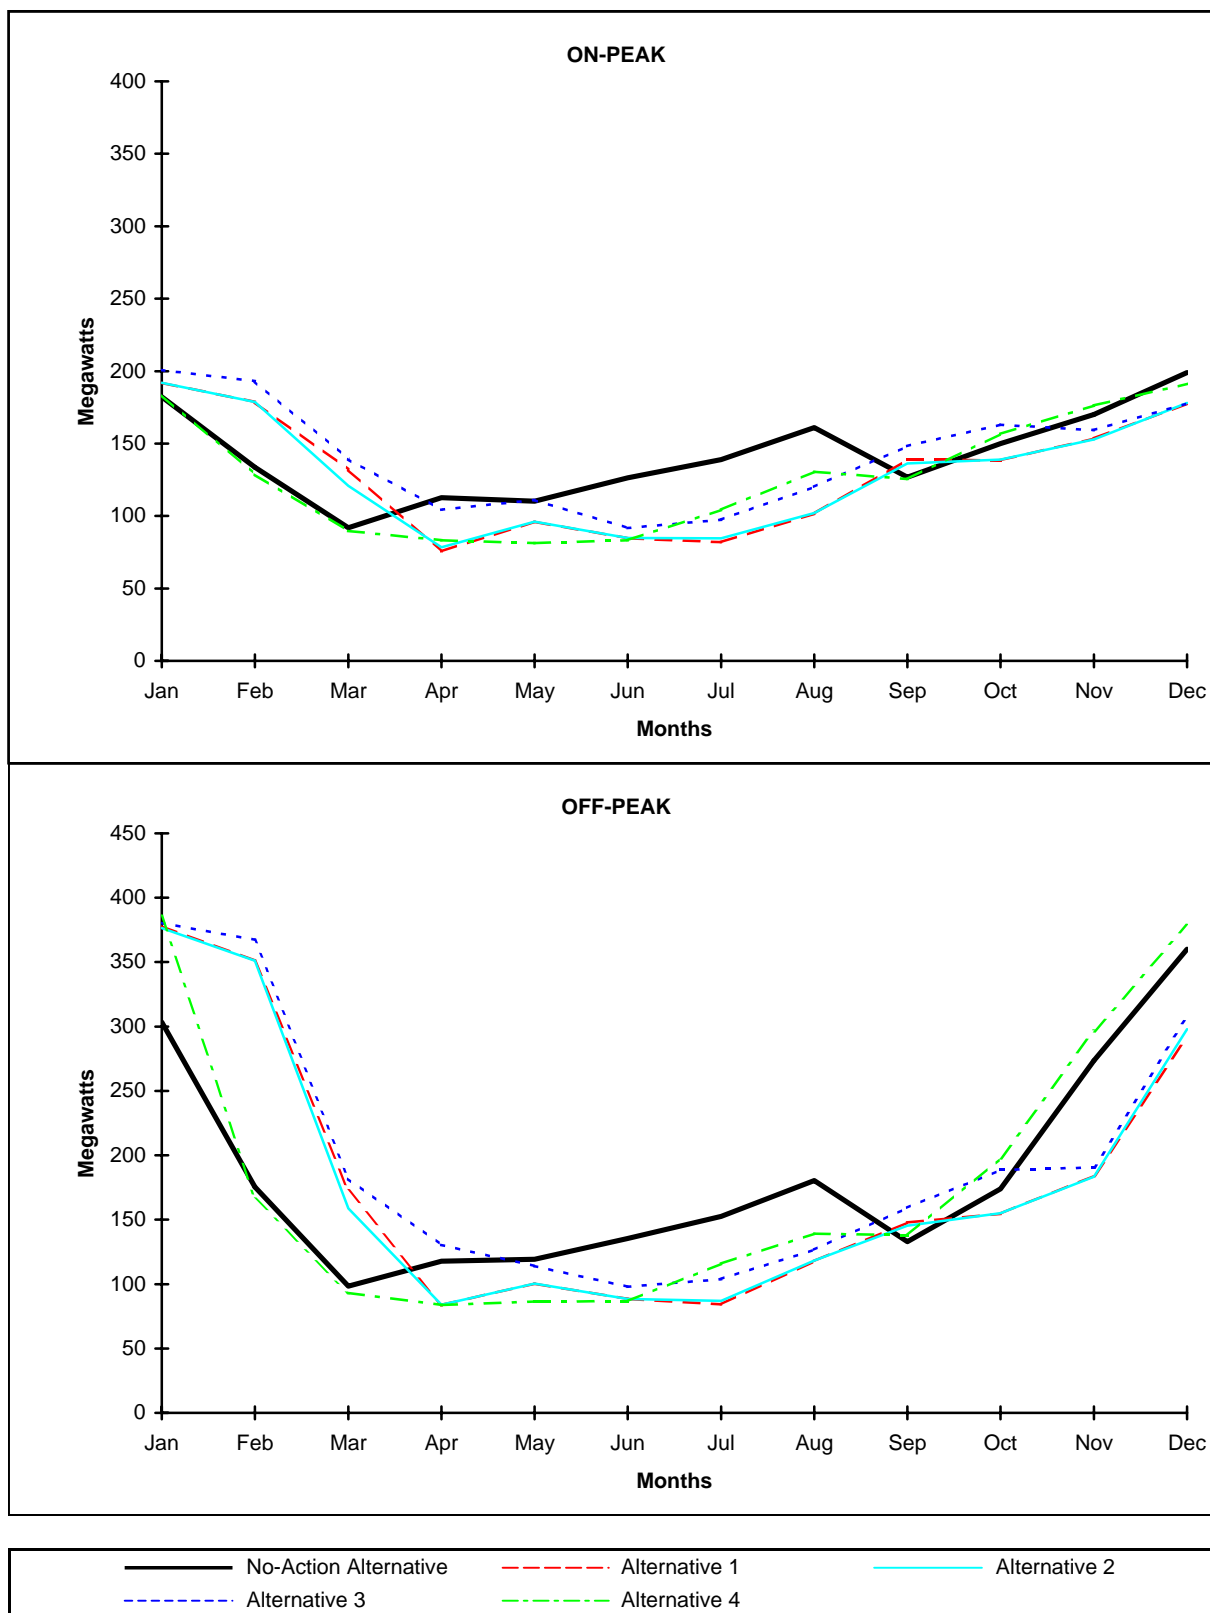 ON-PEAK
400
350
300
250
200
150
100
50
0
Megawatts
Jan Feb Mar Apr May Jun Jul Aug Sep Oct Nov Dec
Months
OFF-PEAK
450
400
350
300
250
200
150
100
50
0
Megawatts
Jan Feb Mar Apr May Jun Jul Aug Sep Oct Nov Dec
Months
No-Action Alternative Alternative 1 Alternative 2
Alternative 3 Alternative 4